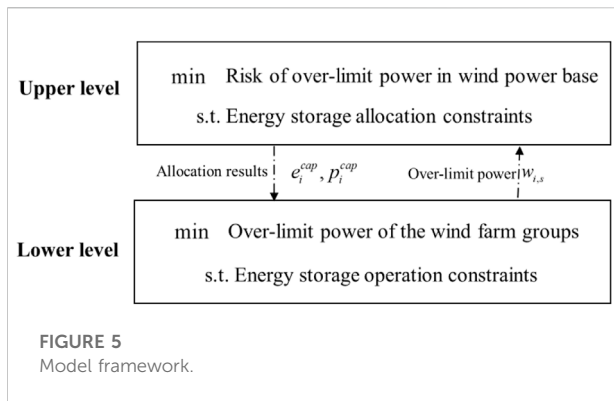 Upper level
min Risk of over-limit power in wind power base
s.t. Energy storage allocation constraints
Allocation results e_i^{cap}, p_i^{cap} Over-limit power w_{i,s}
Lower level
min Over-limit power of the wind farm groups
s.t. Energy storage operation constraints
FIGURE 5
Model framework.